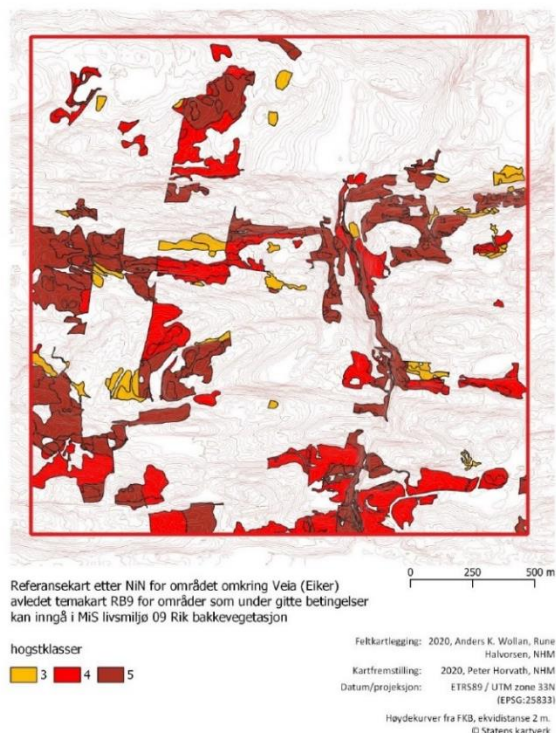 Referansekart etter NiN for området omkring Veia (Eiker)
avledet temakart RB9 for områder som under gitte betingelser
kan inngå i MiS livsmiljø 09 Rik bakkevegetasjon
0 250 500 m
hogstklasser
3 4 5
Feltkartlegging: 2020, Anders K. Wollan, Rune
Halvorsen, NHM
Kartfremstilling: 2020, Peter Horvath, NHM
Datum/projeksjon: ETRS89 / UTM zone 33N
(EPSG:25833)
Høydekurver fra FKB, ekvidistanse 2 m.
© Statens kartverk